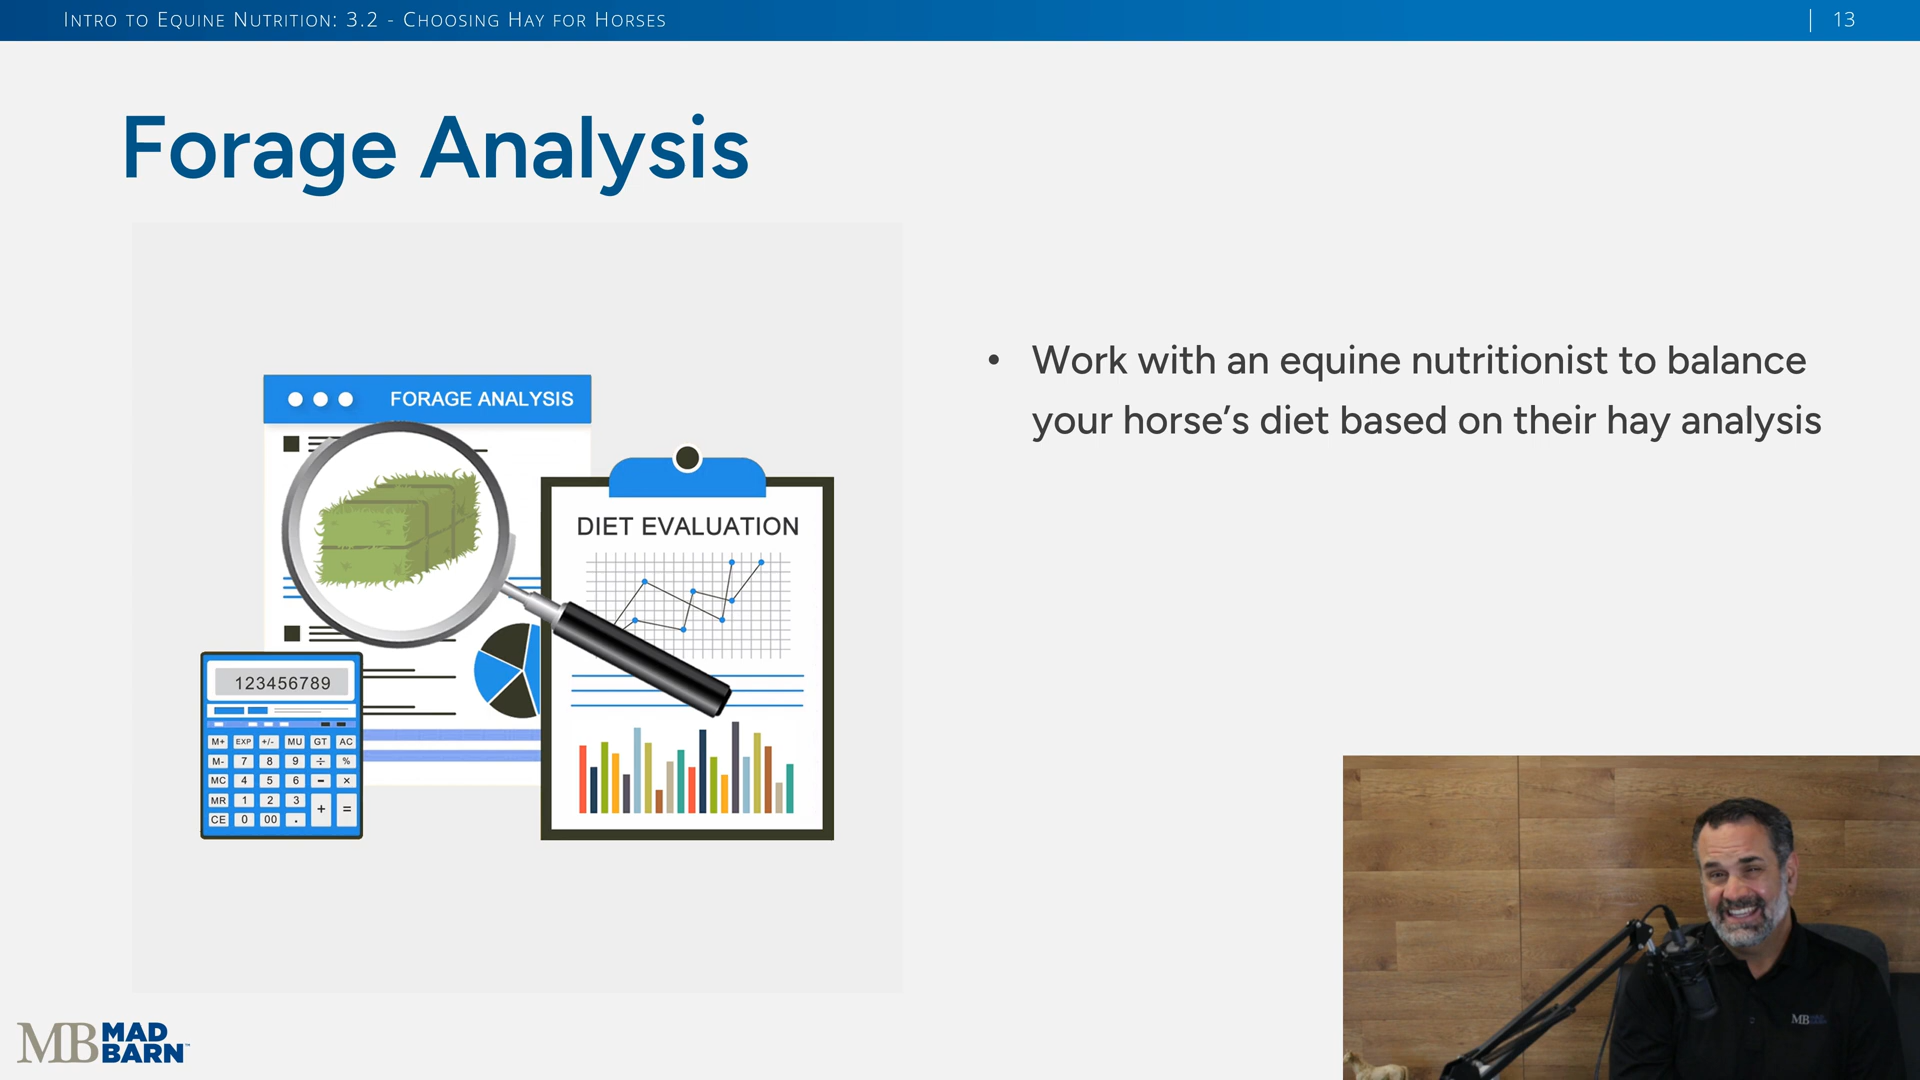 INTRO TO EQUINE NUTRITION: 3.2 - CHOOSING HAY FOR HORSES
| 13
Forage Analysis
• Work with an equine nutritionist to balance
your horse's diet based on their hay analysis
FORAGE ANALYSIS
DIET EVALUATION
123456789
M+ EXP +/- MU GT AC
M- 7 8 9 ÷ %
MC 4 5 6 - ×
MR 1 2 3 + =
CE 0 00 .
MB MAD
BARN™
MB